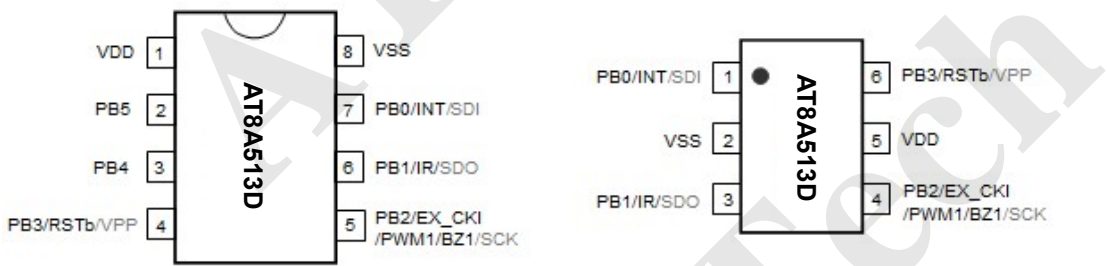 VDD 1
8 VSS
PB5 2
7 PB0/INT/SDI
PB4 3
6 PB1/IR/SDO
PB3/RSTb/VPP 4
5 PB2/EX_CKI
/PWM1/BZ1/SCK
AT8A513D
PB0/INT/SDI 1
6 PB3/RSTb/VPP
VSS 2
5 VDD
PB1/IR/SDO 3
4 PB2/EX_CKI
/PWM1/BZ1/SCK
AT8A513D
Tech